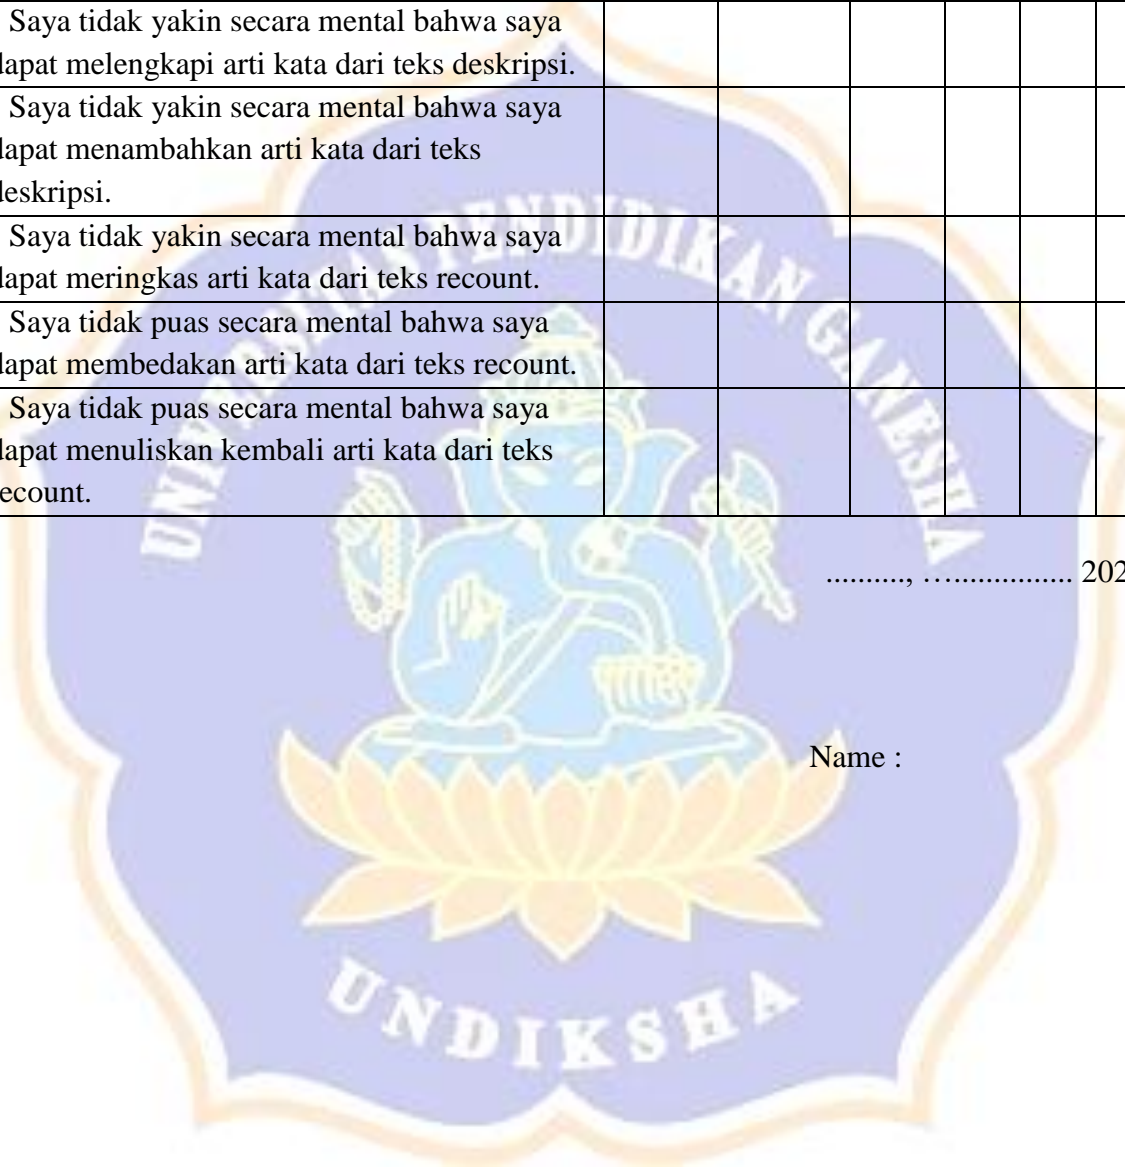 Saya tidak yakin secara mental bahwa saya
dapat melengkapi arti kata dari teks deskripsi.
Saya tidak yakin secara mental bahwa saya
dapat menambahkan arti kata dari teks
deskripsi.
Saya tidak yakin secara mental bahwa saya
dapat meringkas arti kata dari teks recount.
Saya tidak puas secara mental bahwa saya
dapat membedakan arti kata dari teks recount.
Saya tidak puas secara mental bahwa saya
dapat menuliskan kembali arti kata dari teks
recount.
.........., ….............. 202
Name :
UNIVERSITAS PENDIDIKAN GANESHA
UNDIKSHA